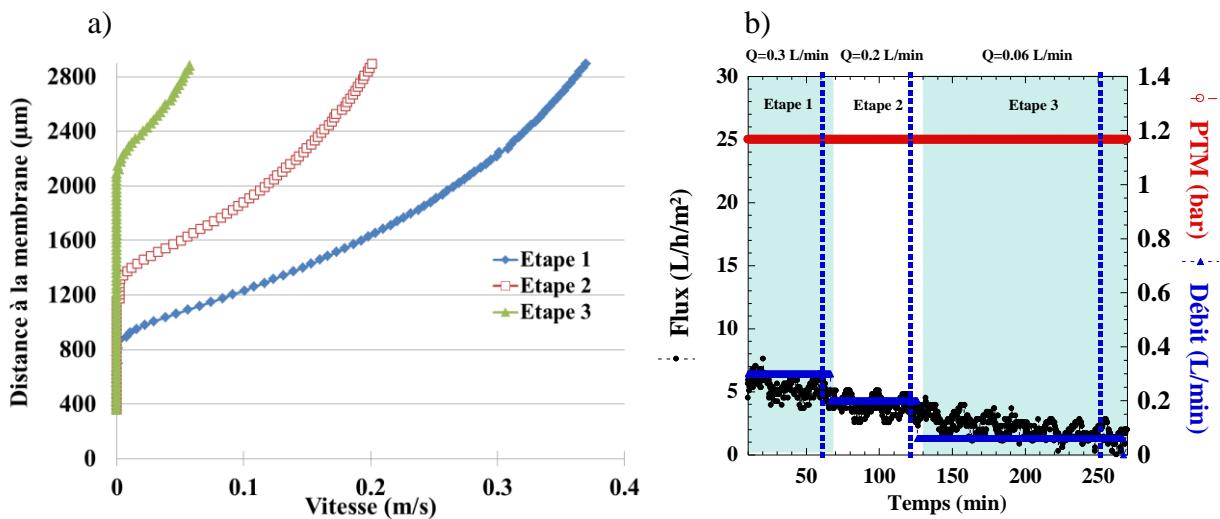 a)
Distance à la membrane (µm)
2800
2400
2000
1600
1200
800
400
0
0
0.1
0.2
0.3
0.4
Vitesse (m/s)
Etape 1
Etape 2
Etape 3
b)
Q=0.3 L/min Q=0.2 L/min Q=0.06 L/min
Etape 1 Etape 2 Etape 3
Flux (L/h/m²)
30
25
20
15
10
5
0
50
100
150
200
250
Temps (min)
1.4
1.2
1
0.8
0.6
0.4
0.2
0
PTM (bar)
Débit (L/min)